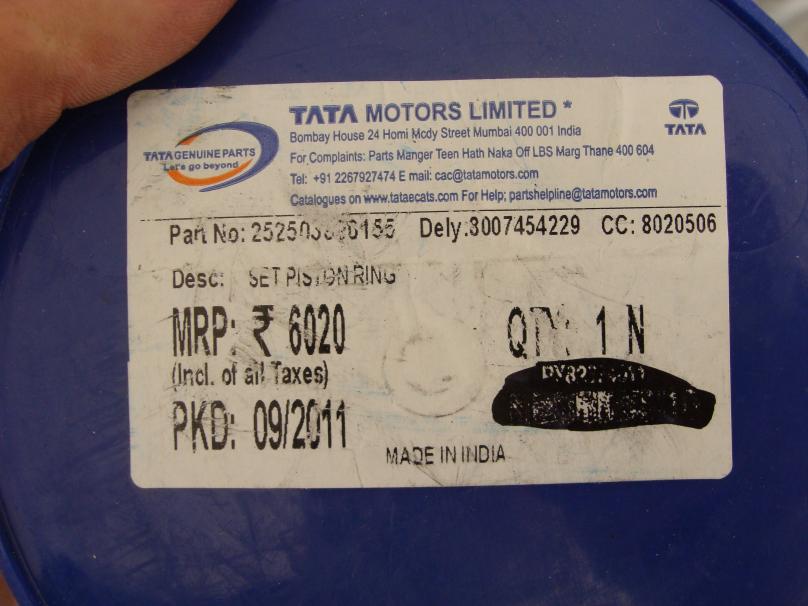 TATA MOTORS LIMITED *
Bombay House 24 Homi Mcdy Street Mumbai 400 001 India
For Complaints: Parts Manger Teen Hath Naka Off LBS Marg Thane 400 604
Tel: +91 2267927474 E mail: cac@tatamotors.com
Catalogues on www.tataecats.com For Help; partshelpline@tatamotors.com
TATA GENUINE PARTS
Let's go beyond
TATA
Part No: Dely:8007454229 CC: 8020506
Desc: SET PISTON RING
MRP: ₹ 6020
QTY: 1 N
(Incl. of all Taxes)
PKD: 09/2011
MADE IN INDIA